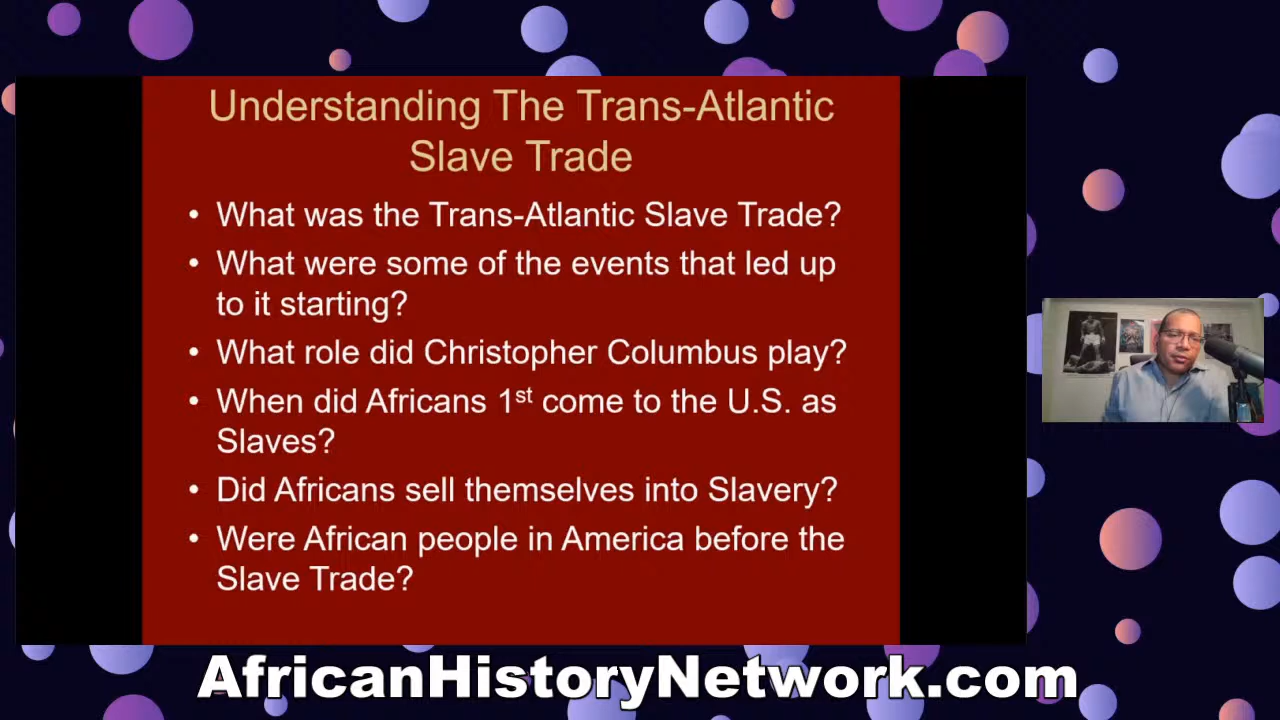 Understanding The Trans-Atlantic
Slave Trade
• What was the Trans-Atlantic Slave Trade?
• What were some of the events that led up
to it starting?
• What role did Christopher Columbus play?
• When did Africans 1st come to the U.S. as
Slaves?
• Did Africans sell themselves into Slavery?
• Were African people in America before the
Slave Trade?
AfricanHistoryNetwork.com